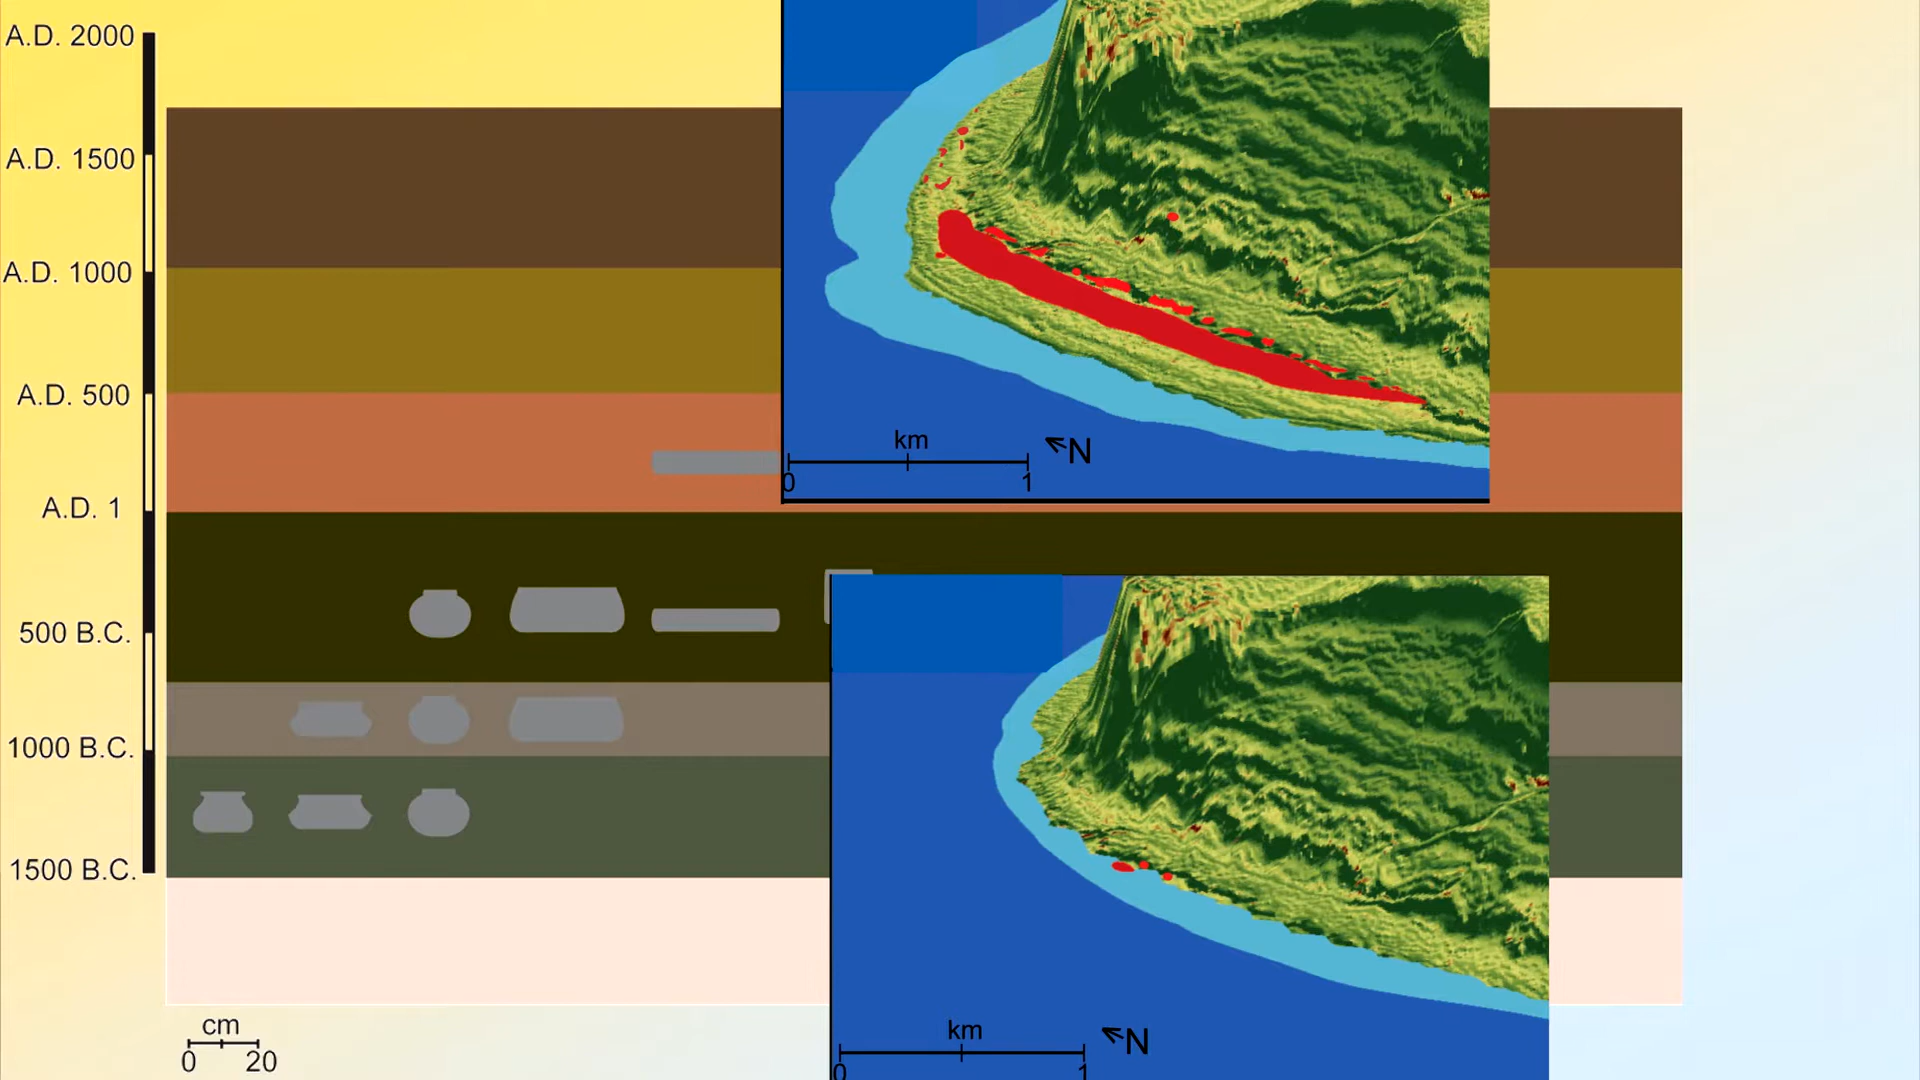 A.D. 2000
A.D. 1500
A.D. 1000
A.D. 500
A.D. 1
500 B.C.
1000 B.C.
1500 B.C.
cm
0 20
km
N
0 1
km
N
0 1